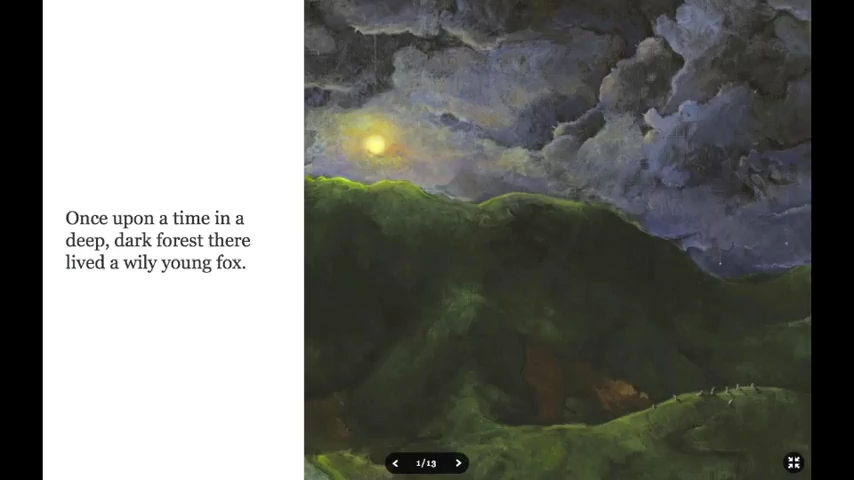 Once upon a time in a
deep, dark forest there
lived a wily young fox.
1/13